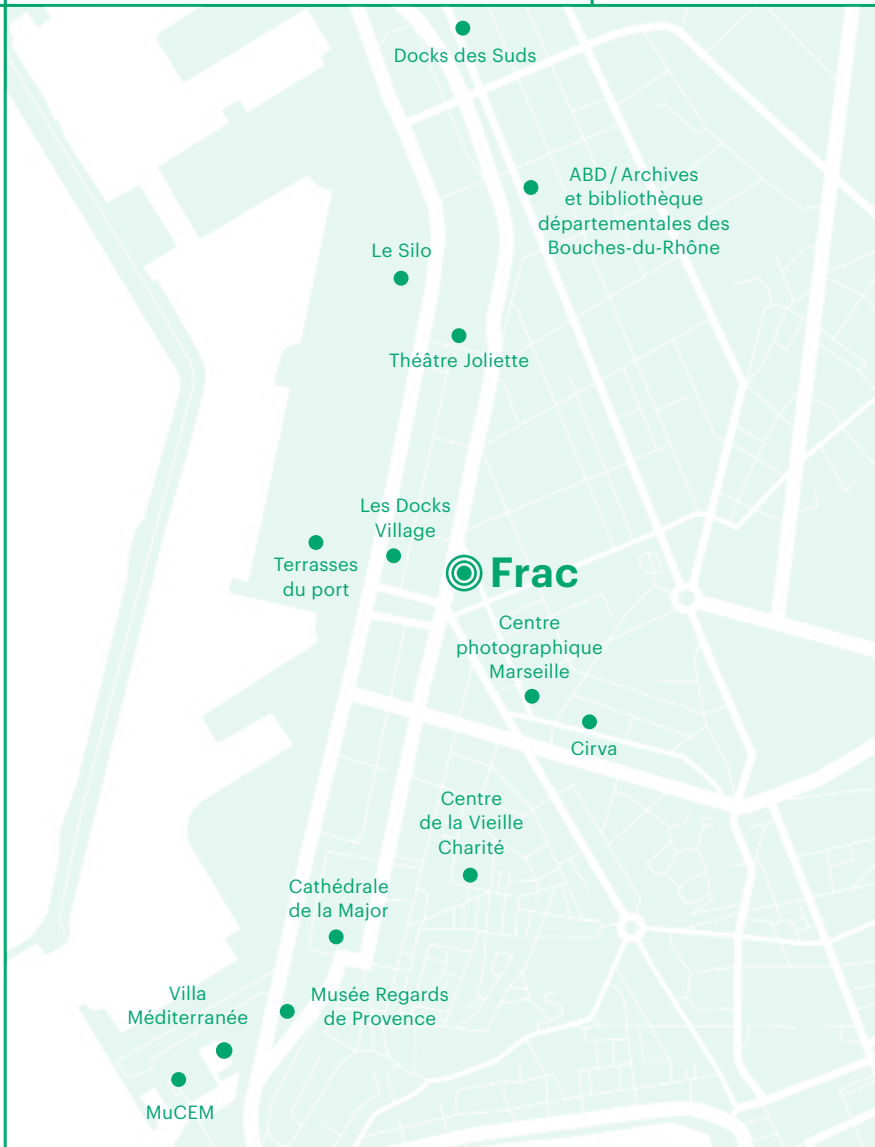 Docks des Suds
ABD / Archives
et bibliothèque
départementales des
Bouches-du-Rhône
Le Silo
Théâtre Joliette
Les Docks
Village
Terrasses
du port
Frac
Centre
photographique
Marseille
Cirva
Centre
de la Vieille
Charité
Cathédrale
de la Major
Villa
Méditerranée
Musée Regards
de Provence
MuCEM